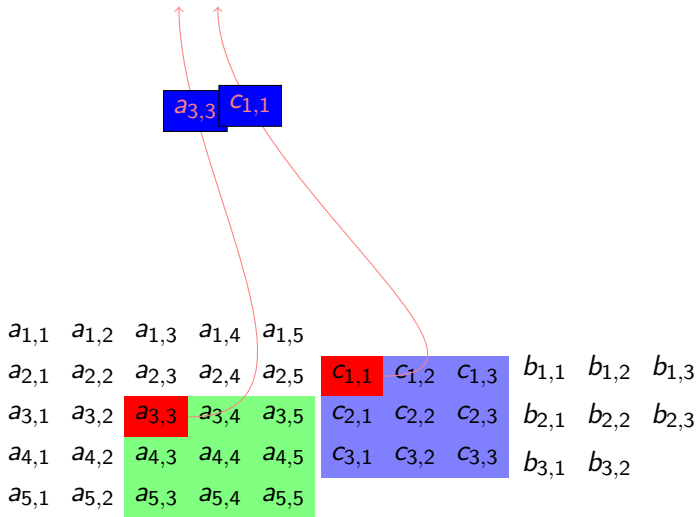 a3,3 c1,1
a1,1 a1,2 a1,3 a1,4 a1,5
a2,1 a2,2 a2,3 a2,4 a2,5
a3,1 a3,2 a3,3 a3,4 a3,5
a4,1 a4,2 a4,3 a4,4 a4,5
a5,1 a5,2 a5,3 a5,4 a5,5
c1,1 c1,2 c1,3
c2,1 c2,2 c2,3
c3,1 c3,2 c3,3
b1,1 b1,2 b1,3
b2,1 b2,2 b2,3
b3,1 b3,2